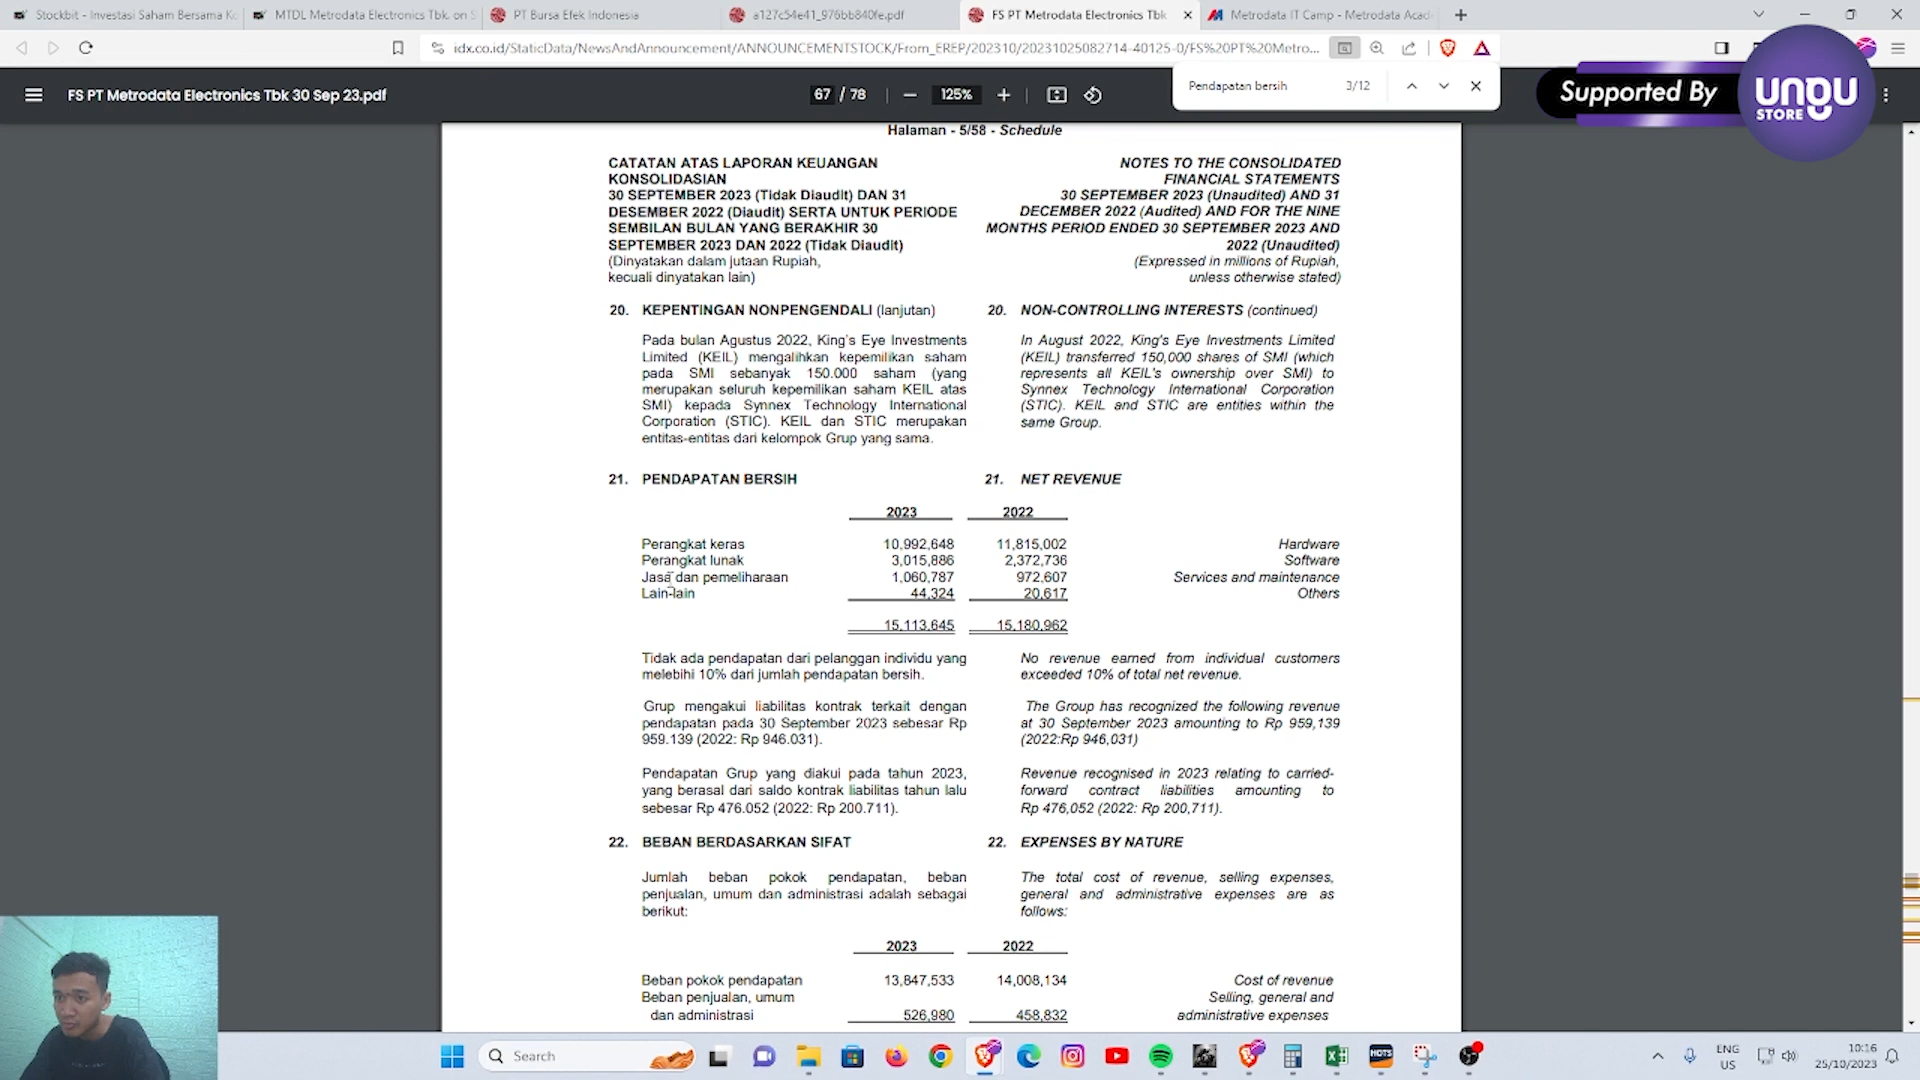 Stockbit - Investasi Saham Bersama Ko
MTDL Metrodata Electronics Tbk. on S
PT Bursa Efek Indonesia
a127c54e41_976bb840fe.pdf
FS PT Metrodata Electronics Tbk
Metrodata IT Camp - Metrodata Acad
idx.co.id/StaticData/NewsAndAnnouncement/ANNOUNCEMENTSTOCK/From_EREP/202310/20231025082714-40125-0/FS%20PT%20Metro...
Pendapatan bersih 3/12
FS PT Metrodata Electronics Tbk 30 Sep 23.pdf
67 / 78
125%
Supported By
UNGU
STORE
Halaman - 5/58 - Schedule
CATATAN ATAS LAPORAN KEUANGAN
KONSOLIDASIAN
30 SEPTEMBER 2023 (Tidak Diaudit) DAN 31
DESEMBER 2022 (Diaudit) SERTA UNTUK PERIODE
SEMBILAN BULAN YANG BERAKHIR 30
SEPTEMBER 2023 DAN 2022 (Tidak Diaudit)
(Dinyatakan dalam jutaan Rupiah,
kecuali dinyatakan lain)
NOTES TO THE CONSOLIDATED
FINANCIAL STATEMENTS
30 SEPTEMBER 2023 (Unaudited) AND 31
DECEMBER 2022 (Audited) AND FOR THE NINE
MONTHS PERIOD ENDED 30 SEPTEMBER 2023 AND
2022 (Unaudited)
(Expressed in millions of Rupiah,
unless otherwise stated)
20. KEPENTINGAN NONPENGENDALI (lanjutan)
Pada bulan Agustus 2022, King's Eye Investments
Limited (KEIL) mengalihkan kepemilikan saham
pada SMI sebanyak 150.000 saham (yang
merupakan seluruh kepemilikan saham KEIL atas
SMI) kepada Synnex Technology International
Corporation (STIC). KEIL dan STIC merupakan
entitas-entitas dari kelompok Grup yang sama.
20. NON-CONTROLLING INTERESTS (continued)
In August 2022, King's Eye Investments Limited
(KEIL) transferred 150,000 shares of SMI (which
represents all KEIL's ownership over SMI) to
Synnex Technology International Corporation
(STIC). KEIL and STIC are entities within the
same Group.
21. PENDAPATAN BERSIH 21. NET REVENUE
2023 2022
Perangkat keras 10,992,648 11,815,002 Hardware
Perangkat lunak 3,015,886 2,372,736 Software
Jasa dan pemeliharaan 1,060,787 972,607 Services and maintenance
Lain-lain 44,324 20,617 Others
15,113,645 15,180,962
Tidak ada pendapatan dari pelanggan individu yang
melebihi 10% dari jumlah pendapatan bersih.
No revenue earned from individual customers
exceeded 10% of total net revenue.
Grup mengakui liabilitas kontrak terkait dengan
pendapatan pada 30 September 2023 sebesar Rp
959.139 (2022: Rp 946.031).
The Group has recognized the following revenue
at 30 September 2023 amounting to Rp 959,139
(2022:Rp 946,031)
Pendapatan Grup yang diakui pada tahun 2023,
yang berasal dari saldo kontrak liabilitas tahun lalu
sebesar Rp 476.052 (2022: Rp 200.711).
Revenue recognised in 2023 relating to carried-
forward contract liabilities amounting to
Rp 476,052 (2022: Rp 200,711).
22. BEBAN BERDASARKAN SIFAT 22. EXPENSES BY NATURE
Jumlah beban pokok pendapatan, beban
penjualan, umum dan administrasi adalah sebagai
berikut:
The total cost of revenue, selling expenses,
general and administrative expenses are as
follows:
2023 2022
Beban pokok pendapatan 13,847,533 14,008,134 Cost of revenue
Beban penjualan, umum Selling, general and
dan administrasi 526,980 458,832 administrative expenses
Search
HOTS
ENG
US
10:16
25/10/2023